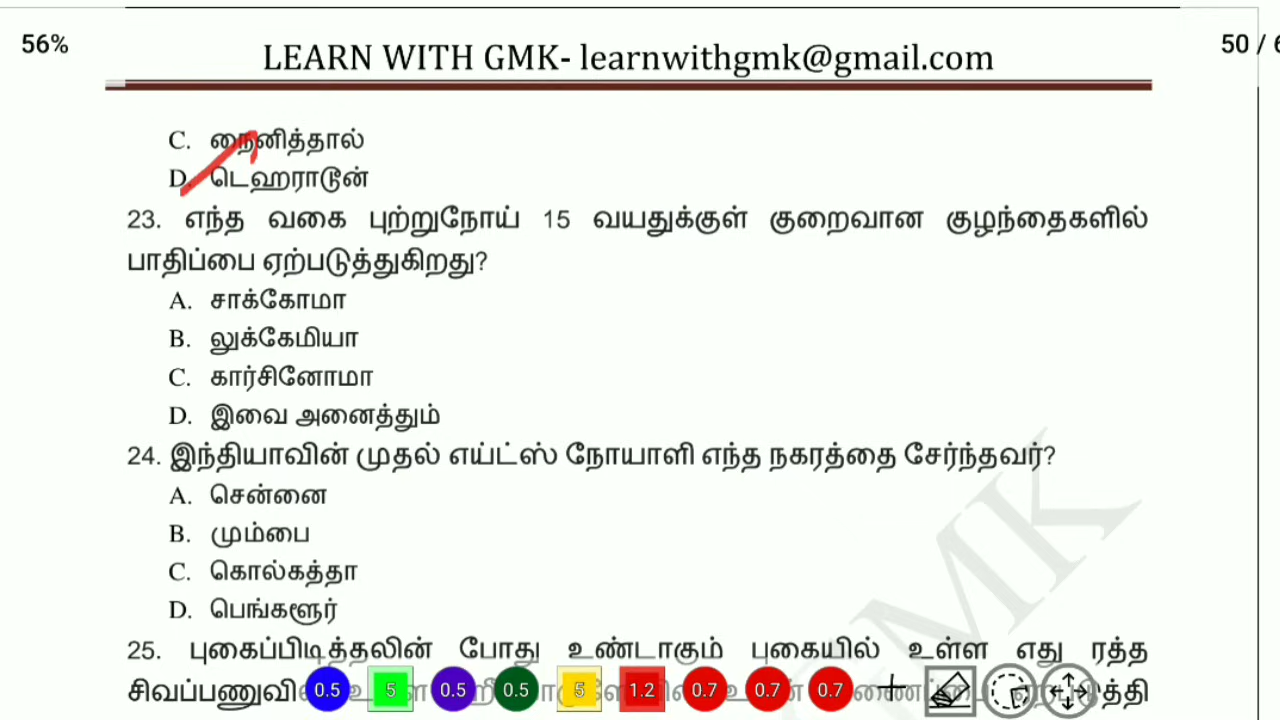 56%
50 / 6
LEARN WITH GMK- learnwithgmk@gmail.com
C. நைனித்தால்
D. டெஹராடூன்
23. எந்த வகை புற்றுநோய் 15 வயதுக்குள் குறைவான குழந்தைகளில்
பாதிப்பை ஏற்படுத்துகிறது?
A. சாக்கோமா
B. லுக்கேமியா
C. கார்சினோமா
D. இவை அனைத்தும்
24. இந்தியாவின் முதல் எய்ட்ஸ் நோயாளி எந்த நகரத்தை சேர்ந்தவர்?
A. சென்னை
B. மும்பை
C. கொல்கத்தா
D. பெங்களூர்
25. புகைப்பிடித்தலின் போது உண்டாகும் புகையில் உள்ள எது ரத்த
0.5 5 0.5 0.5 5 1.2 0.7 0.7 0.7
GMK